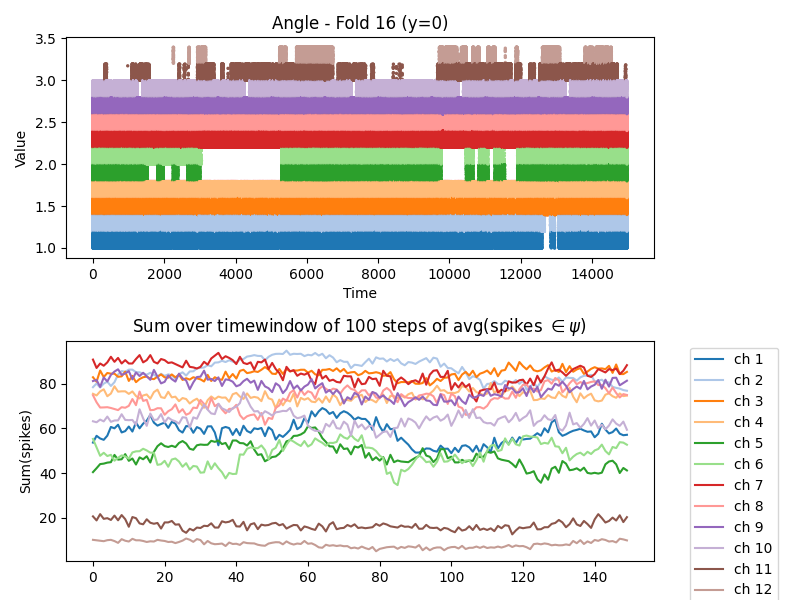 Angle - Fold 16 (y=0)
3.5
3.0
2.5
2.0
1.5
1.0
Value
0 2000 4000 6000 8000 10000 12000 14000
Time
Sum over timewindow of 100 steps of avg(spikes ∈ ψ)
80
60
40
20
Sum(spikes)
0 20 40 60 80 100 120 140
ch 1
ch 2
ch 3
ch 4
ch 5
ch 6
ch 7
ch 8
ch 9
ch 10
ch 11
ch 12